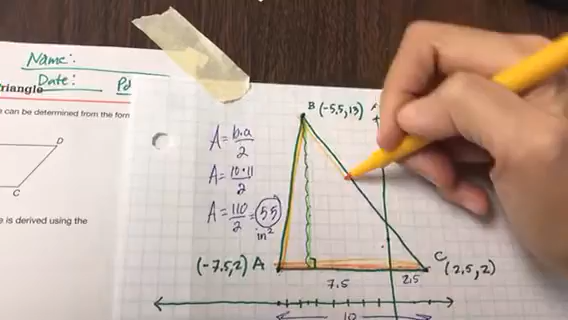 Name:
Date: Pd
Triangle
e can be determined from the form
D
C
e is derived using the
B (-5.5, 13)
A = b·a
2
A = 10·11
2
A = 110 = 55
2
in²
(-7.5, 2) A
C (2.5, 2)
7.5 2.5
10